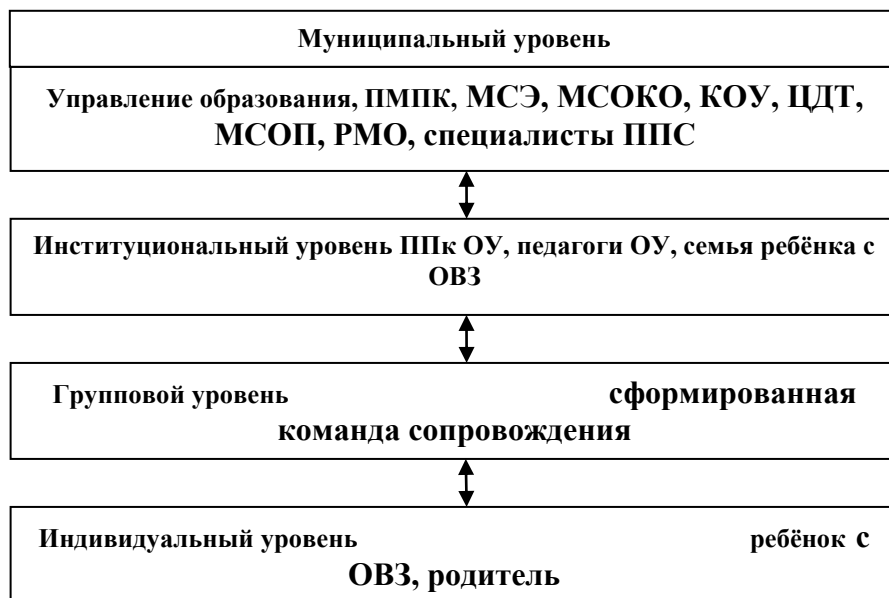 Муниципальный уровень
Управление образования, ПМПК, МСЭ, МСОКО, КОУ, ЦДТ,
МСОП, РМО, специалисты ППС
Институциональный уровень ППк ОУ, педагоги ОУ, семья ребёнка с
ОВЗ
Групповой уровень сформированная
команда сопровождения
Индивидуальный уровень ребёнок с
ОВЗ, родитель